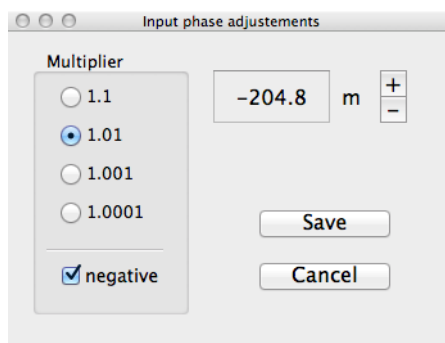 Input phase adjustements
Multiplier
1.1
1.01
1.001
1.0001
negative
-204.8 m + -
Save
Cancel